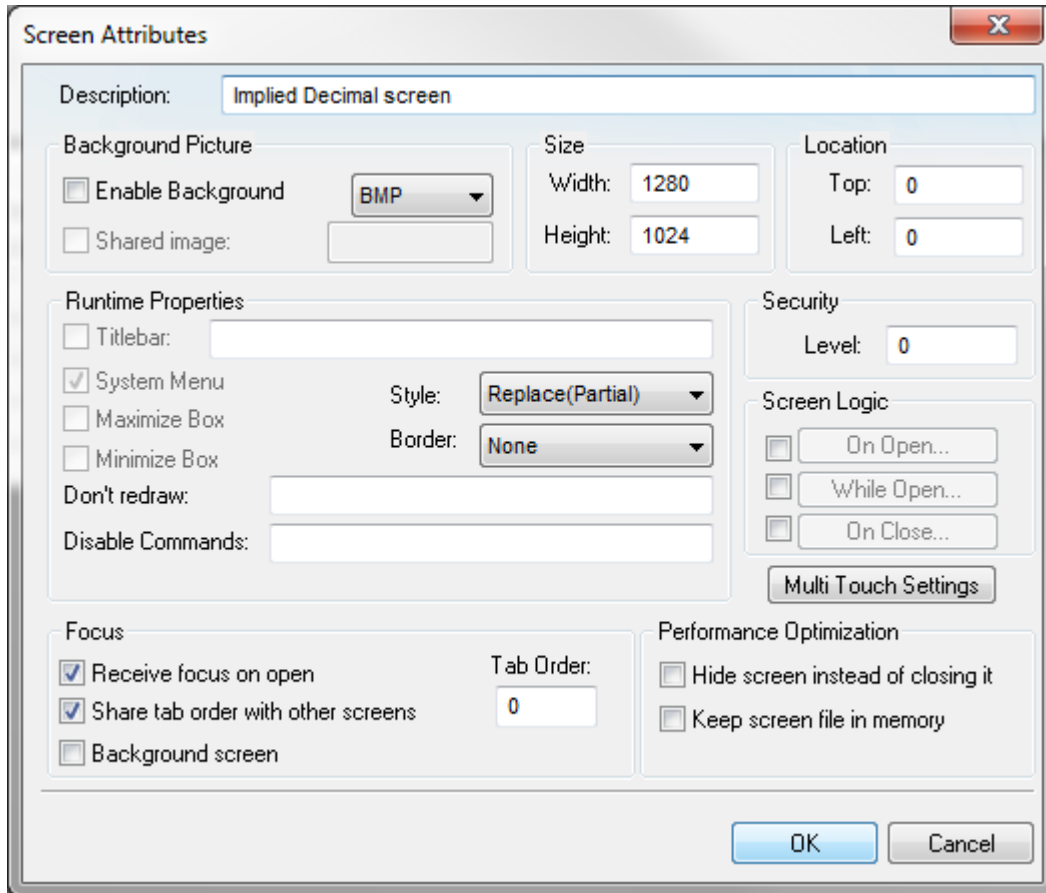 Screen Attributes
Description: Implied Decimal screen
Background Picture
Enable Background BMP
Shared image:
Size
Width: 1280
Height: 1024
Location
Top: 0
Left: 0
Runtime Properties
Titlebar:
System Menu
Maximize Box
Minimize Box
Style: Replace(Partial)
Border: None
Don't redraw:
Disable Commands:
Security
Level: 0
Screen Logic
On Open...
While Open...
On Close...
Multi Touch Settings
Focus
Receive focus on open
Share tab order with other screens
Background screen
Tab Order:
0
Performance Optimization
Hide screen instead of closing it
Keep screen file in memory
OK Cancel